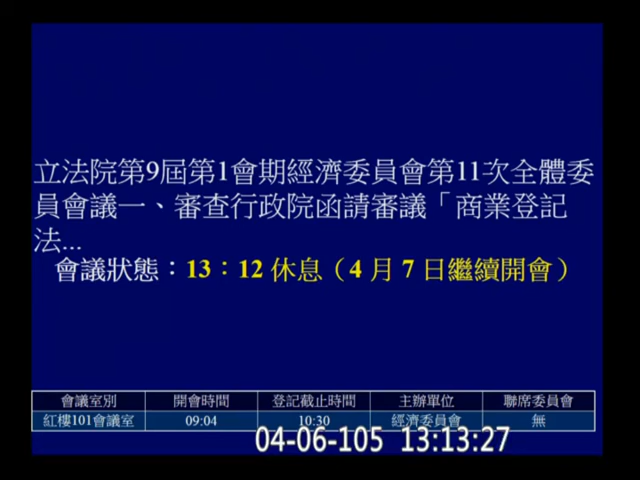 立法院第9屆第1會期經濟委員會第11次全體委
員會議一、審查行政院函請審議「商業登記
法...
會議狀態：13：12 休息（4 月 7 日繼續開會）
會議室別 開會時間 登記截止時間 主辦單位 聯席委員會
紅樓101會議室 09:04 10:30 經濟委員會 無
04-06-105 13:13:27